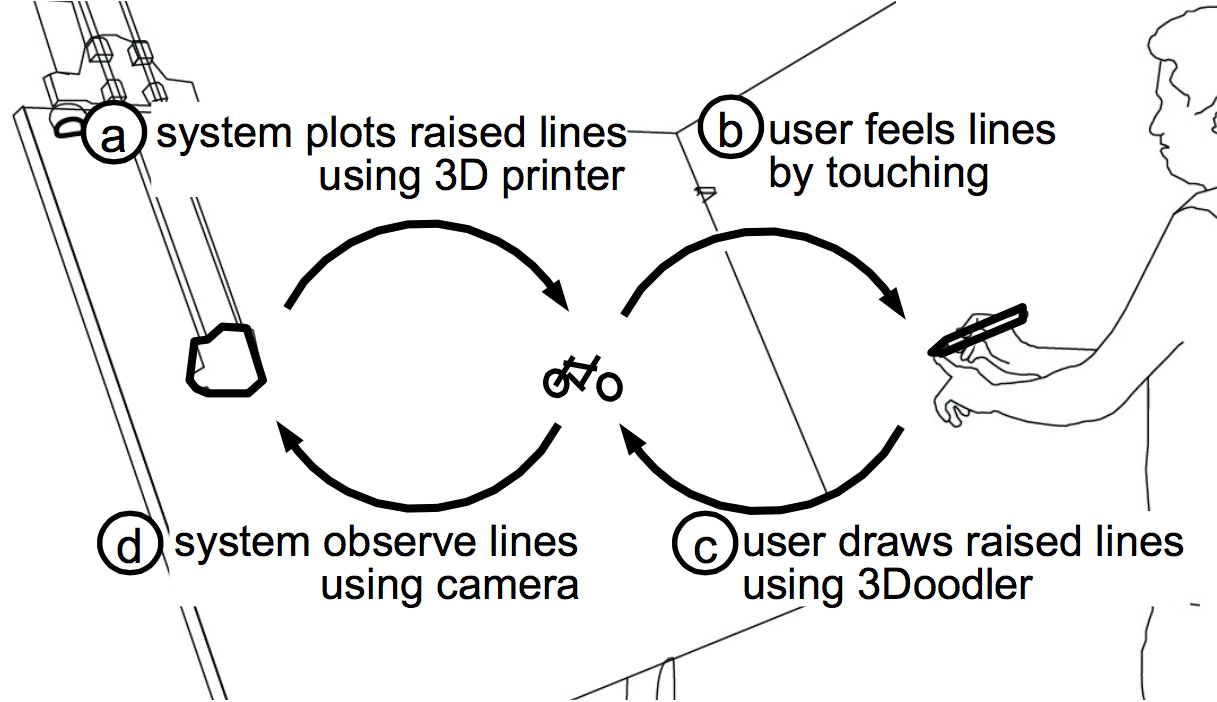 a system plots raised lines
using 3D printer
b user feels lines
by touching
d system observe lines
using camera
c user draws raised lines
using 3Doodler